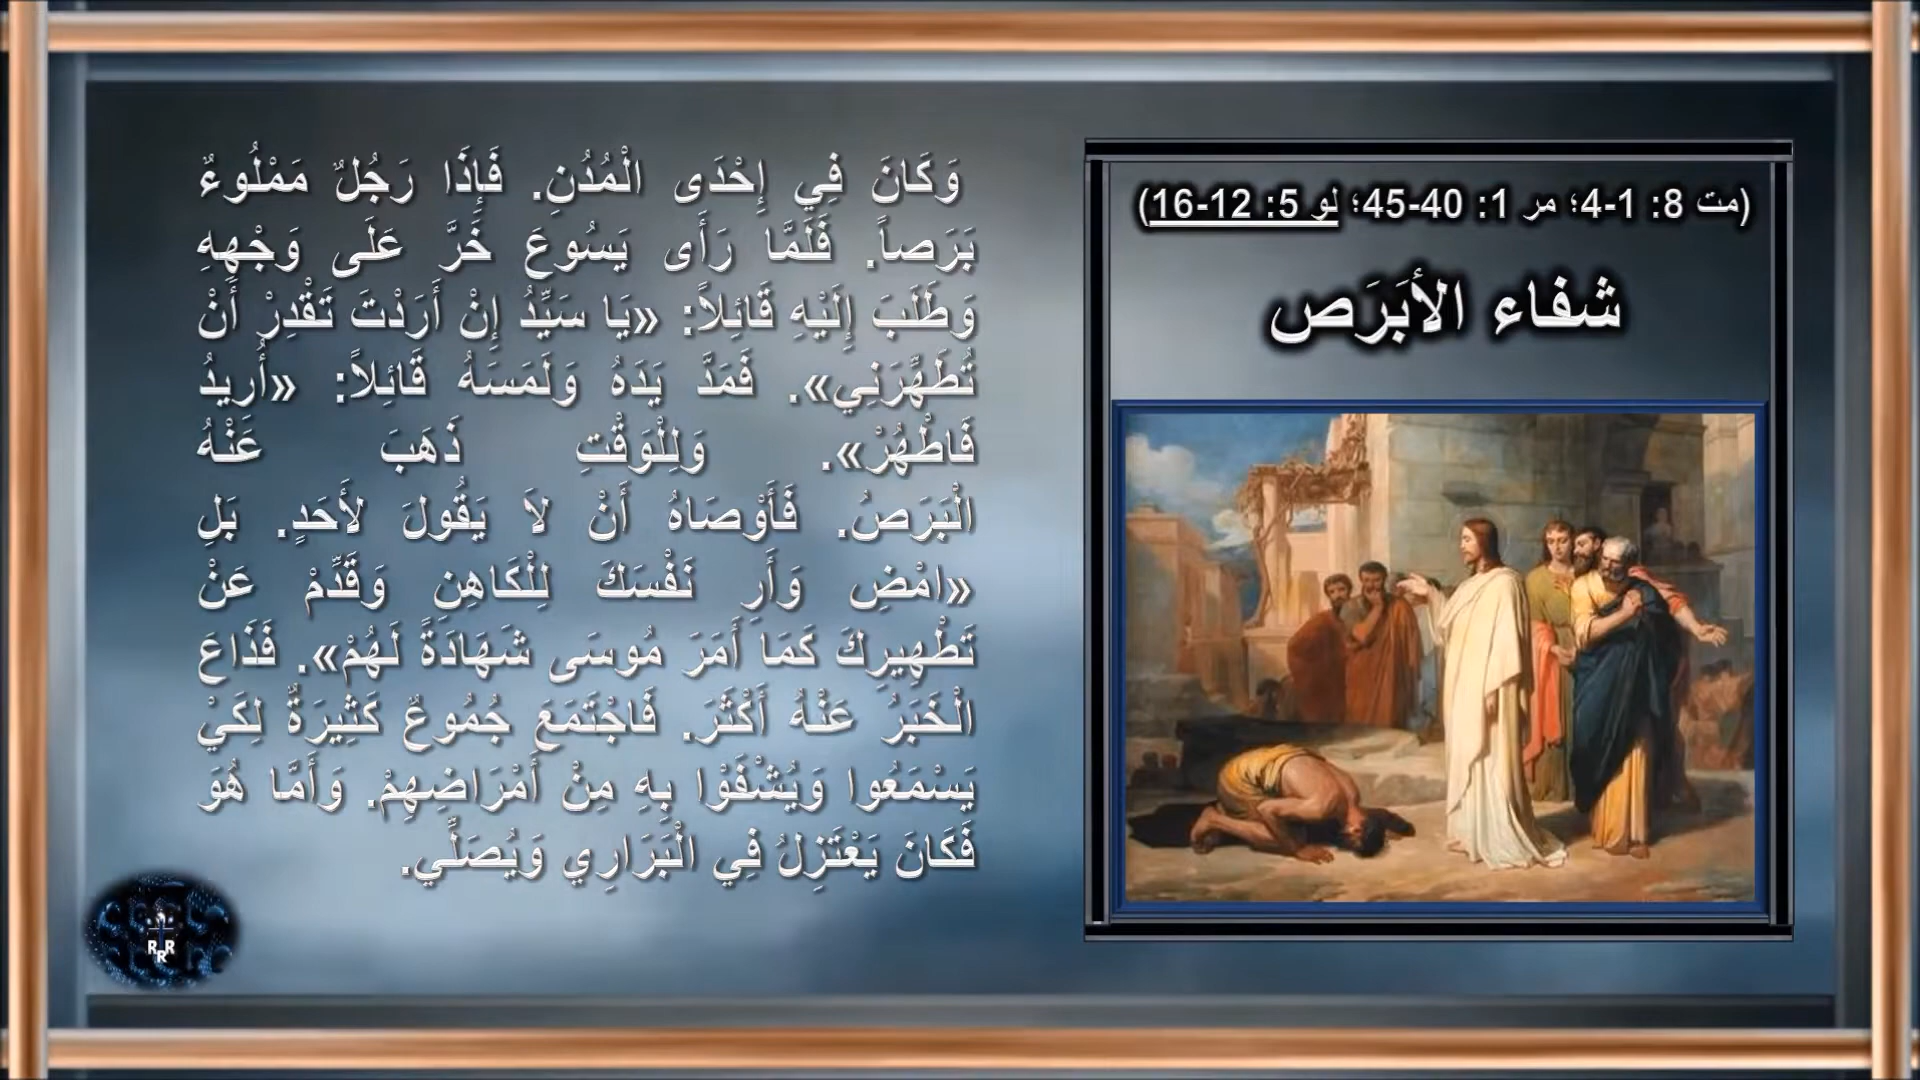 (مت 8: 1-4؛ مر 1: 40-45؛ لو 5: 12-16)
شفاء الأبَرَص
وَكَانَ فِي إِحْدَى الْمُدُنِ. فَإِذَا رَجُلٌ مَمْلُوءٌ
بَرَصاً. فَلَمَّا رَأَى يَسُوعَ خَرَّ عَلَى وَجْهِهِ
وَطَلَبَ إِلَيْهِ قَائِلاً: «يَا سَيِّدُ إِنْ أَرَدْتَ تَقْدِرْ أَنْ
تُطَهِّرَنِي». فَمَدَّ يَدَهُ وَلَمَسَهُ قَائِلاً: «أُرِيدُ
فَاطْهُرْ». وَلِلْوَقْتِ ذَهَبَ عَنْهُ
الْبَرَصُ. فَأَوْصَاهُ أَنْ لاَ يَقُولَ لأَحَدٍ. بَلِ
«امْضِ وَأَرِ نَفْسَكَ لِلْكَاهِنِ وَقَدِّمْ عَنْ
تَطْهِيرِكَ كَمَا أَمَرَ مُوسَى شَهَادَةً لَهُمْ». فَذَاعَ
الْخَبَرُ عَنْهُ أَكْثَرَ. فَاجْتَمَعَ جُمُوعٌ كَثِيرَةٌ لِكَيْ
يَسْمَعُوا وَيُشْفَوْا بِهِ مِنْ أَمْرَاضِهِمْ. وَأَمَّا هُوَ
فَكَانَ يَعْتَزِلُ فِي الْبَرَارِي وَيُصَلِّي.
R R
R